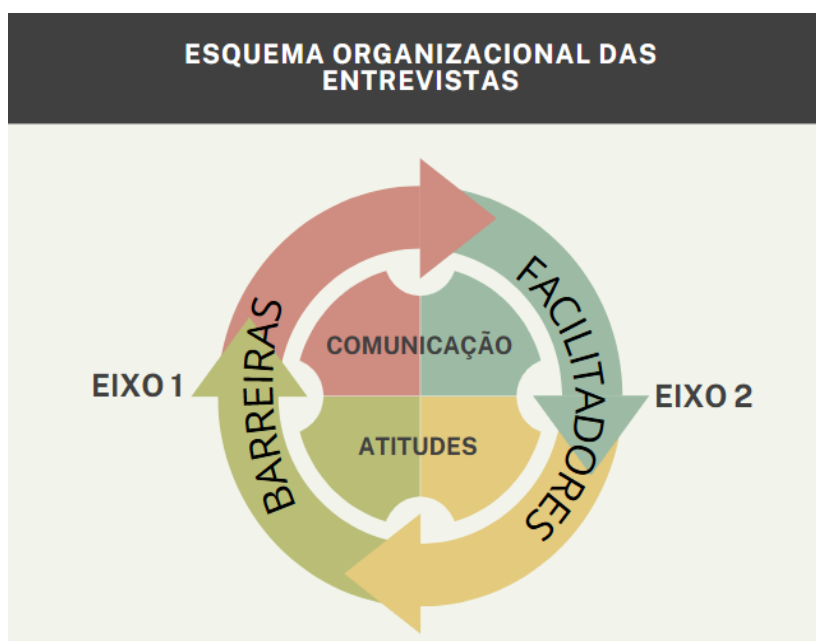 ESQUEMA ORGANIZACIONAL DAS
ENTREVISTAS
BARREIRAS
FACILITADORES
COMUNICAÇÃO
EIXO 1
EIXO 2
ATITUDES